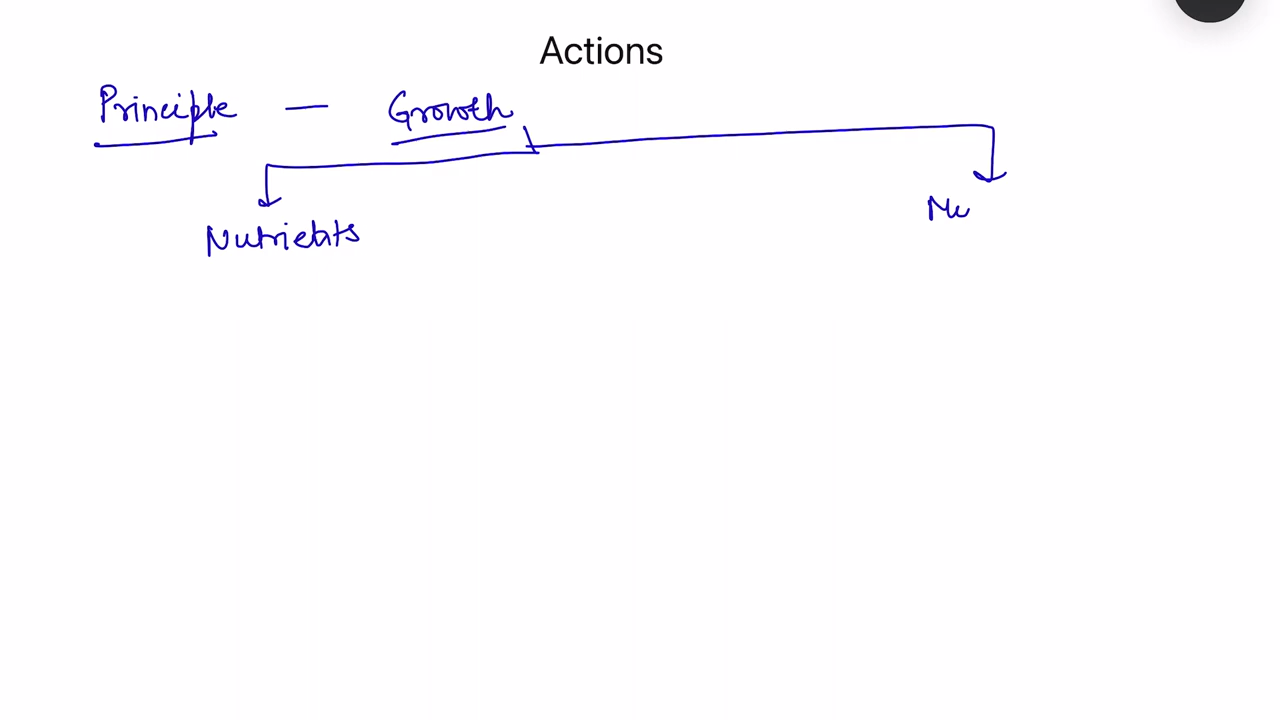 Actions
Principle — Growth
Nutrients